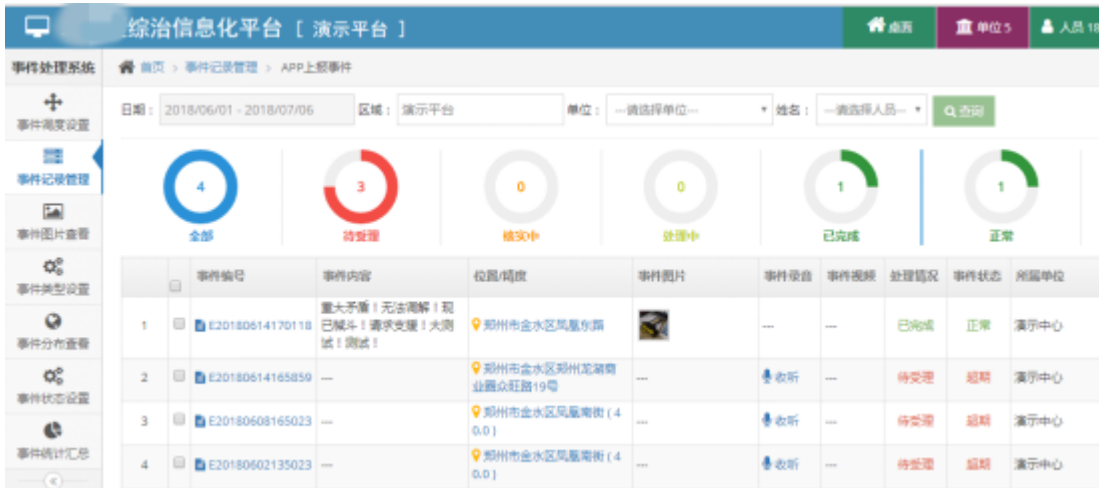 综治信息化平台 [ 演示平台 ]
桌面
单位 5
人员 18
事件处理系统
首页 > 事件记录管理 > APP上报事件
事件调度设置
事件记录管理
事件图片查看
事件类型设置
事件分布查看
事件状态设置
事件统计汇总
日期: 2018/06/01 - 2018/07/06 区域: 演示平台 单位: ---请选择单位--- 姓名: ---请选择人员--- 查询
4 3 0 0 1 1
全部 待受理 核实中 处理中 已完成 正常
事件编号 事件内容 位置/精度 事件图片 事件录音 事件视频 处理情况 事件状态 所属单位
1 E20180614170118 重大矛盾！无法调解！现
已械斗！请求支援！大测
试！测试！ 郑州市金水区凤凰东路 --- --- 已完成 正常 演示中心
2 E20180614165859 --- 郑州市金水区郑州龙湖商
业圈众旺路19号 --- 收听 --- 待受理 超期 演示中心
3 E20180608165023 --- 郑州市金水区凤凰南街 ( 4
0.0 ) --- 收听 --- 待受理 超期 演示中心
4 E20180602135023 --- 郑州市金水区凤凰南街 ( 4
0.0 ) --- 收听 --- 待受理 超期 演示中心